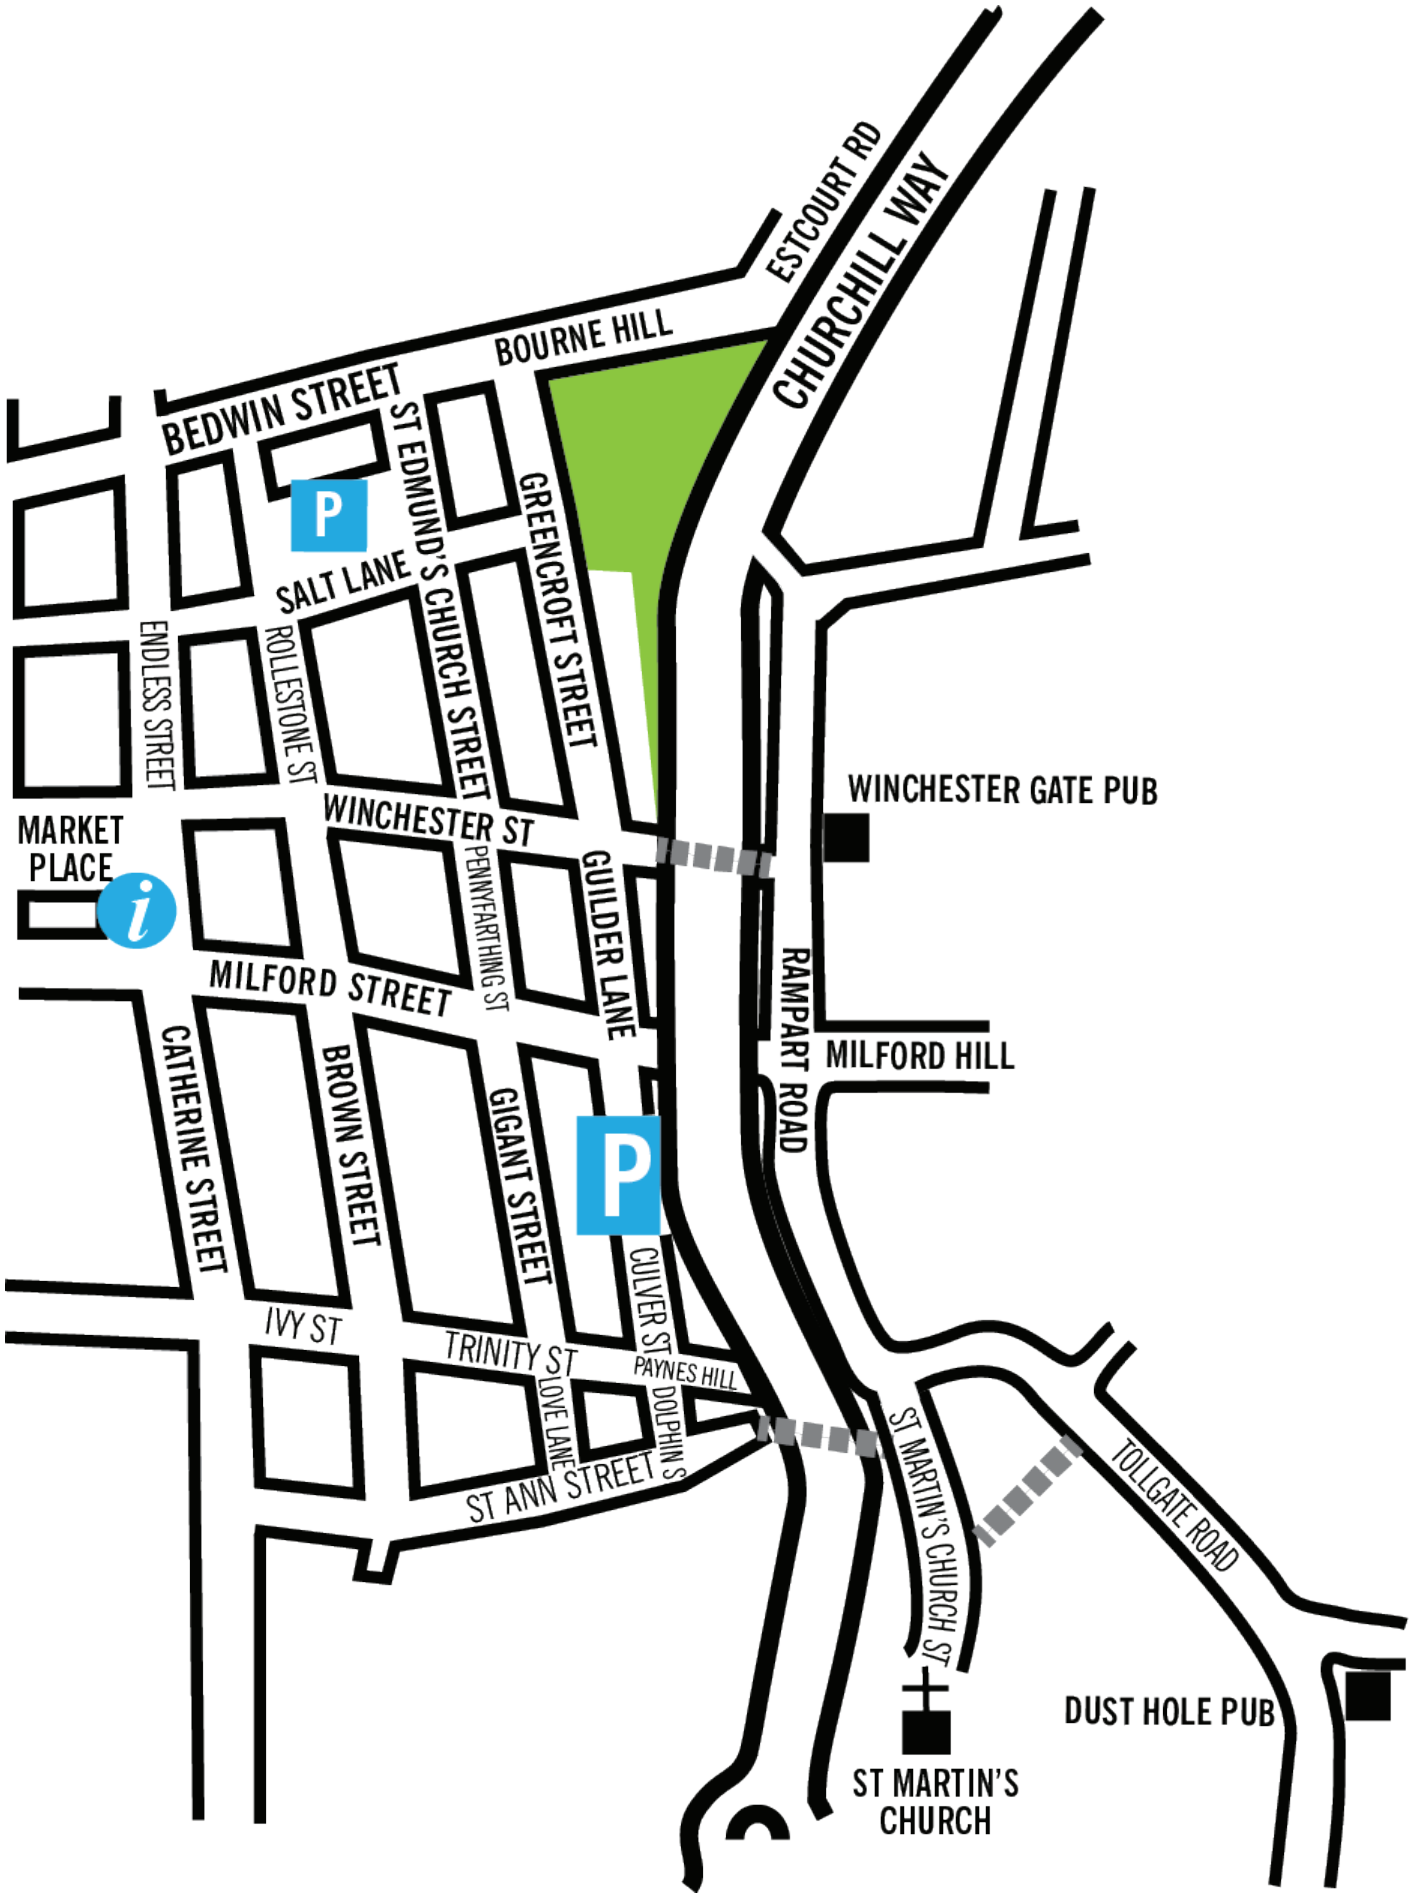 ESTCOURT RD
CHURCHILL WAY
BOURNE HILL
BEDWIN STREET
ST EDMUND'S CHURCH STREET
GREENCROFT STREET
P
SALT LANE
ENDLESS STREET
ROLLESTONE ST
WINCHESTER GATE PUB
MARKET
PLACE
i
WINCHESTER ST
PENNYFARTHING ST
GUILDER LANE
MILFORD STREET
RAMPART ROAD
MILFORD HILL
CATHERINE STREET
BROWN STREET
GIGANT STREET
P
CULVER ST
IVY ST
TRINITY ST
PAYNES HILL
LOVE LANE
DOLPHIN S
ST ANN STREET
ST MARTIN'S CHURCH ST
TOLLGATE ROAD
DUST HOLE PUB
ST MARTIN'S
CHURCH